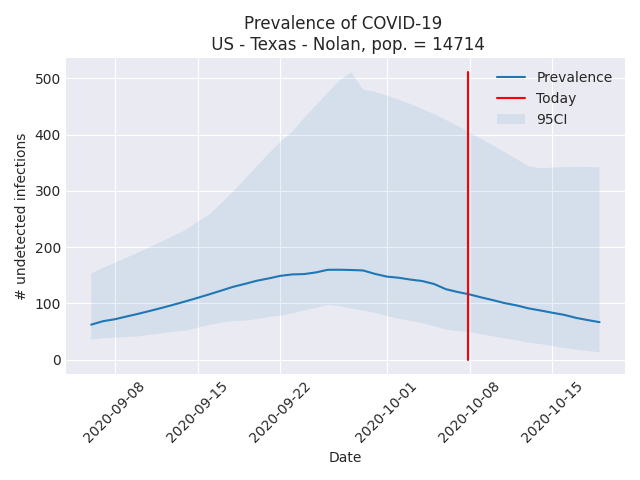 Prevalence of COVID-19
US - Texas - Nolan, pop. = 14714
Prevalence
Today
95CI
500
400
300
200
100
0
# undetected infections
2020-09-08
2020-09-15
2020-09-22
2020-10-01
2020-10-08
2020-10-15
Date